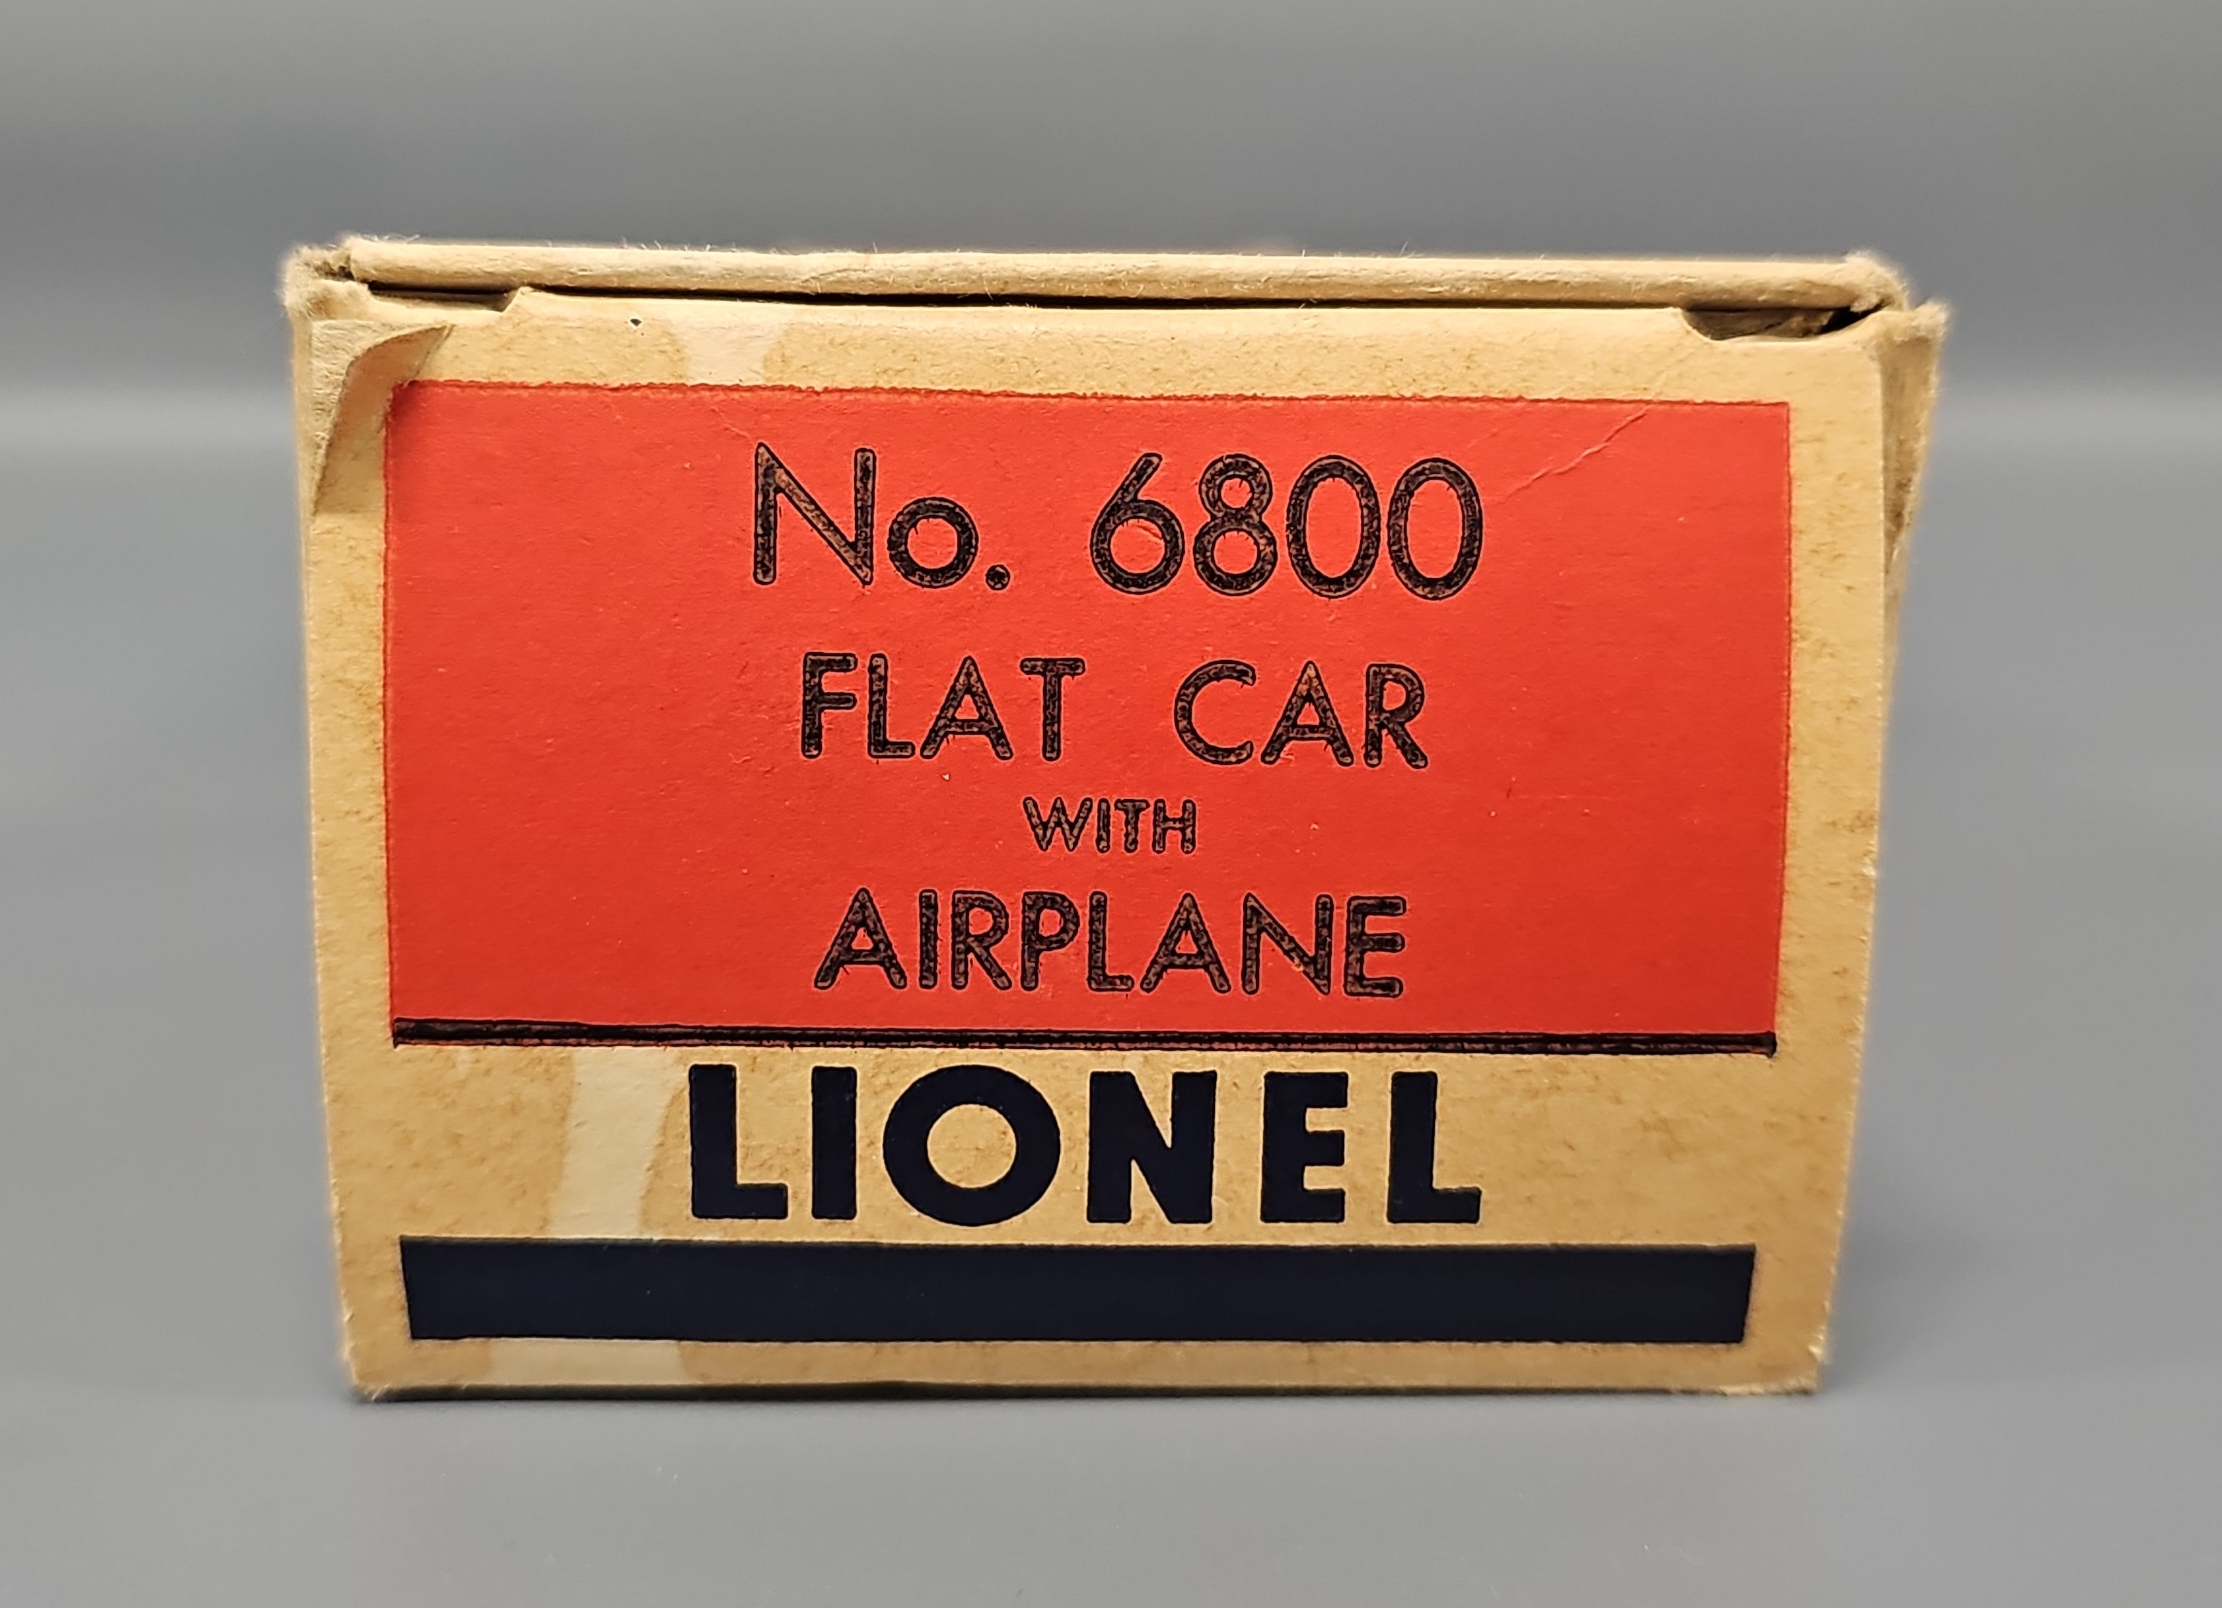 No. 6800
FLAT CAR
WITH
AIRPLANE
LIONEL